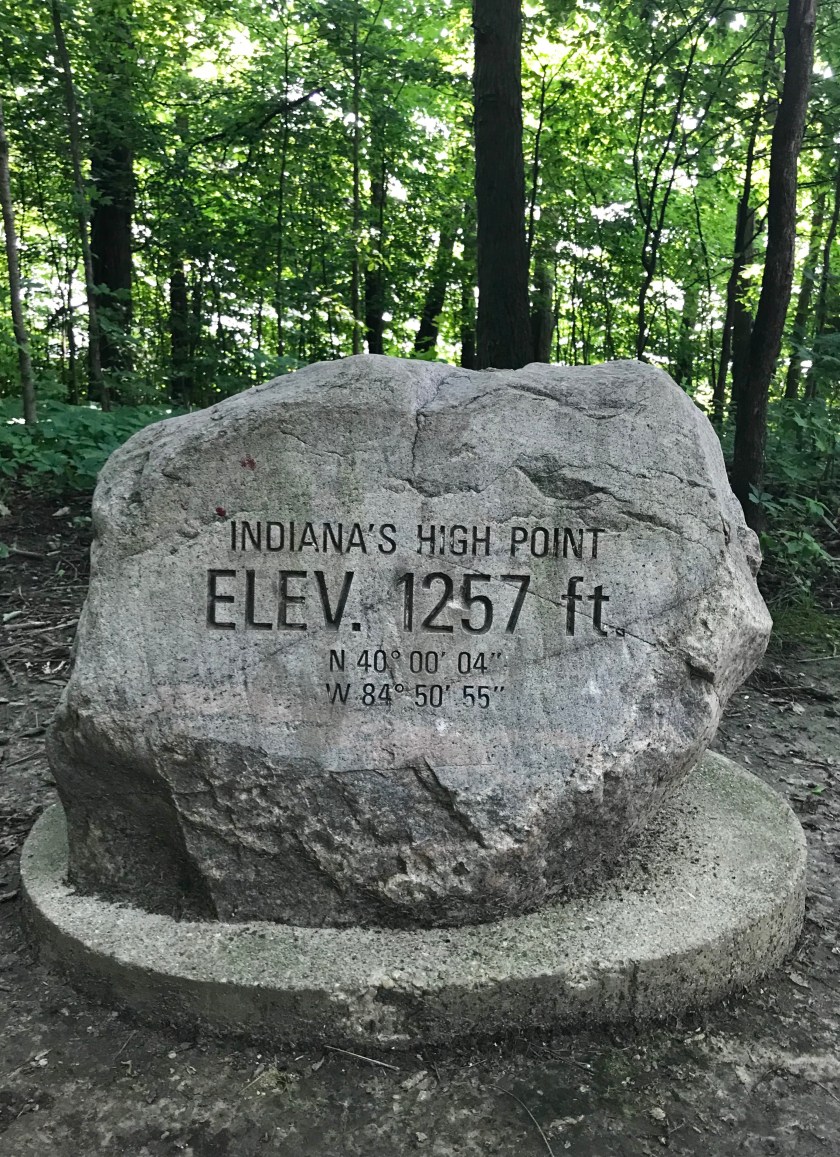 INDIANA'S HIGH POINT
ELEV. 1257 ft.
N 40° 00' 04"
W 84° 50' 55"